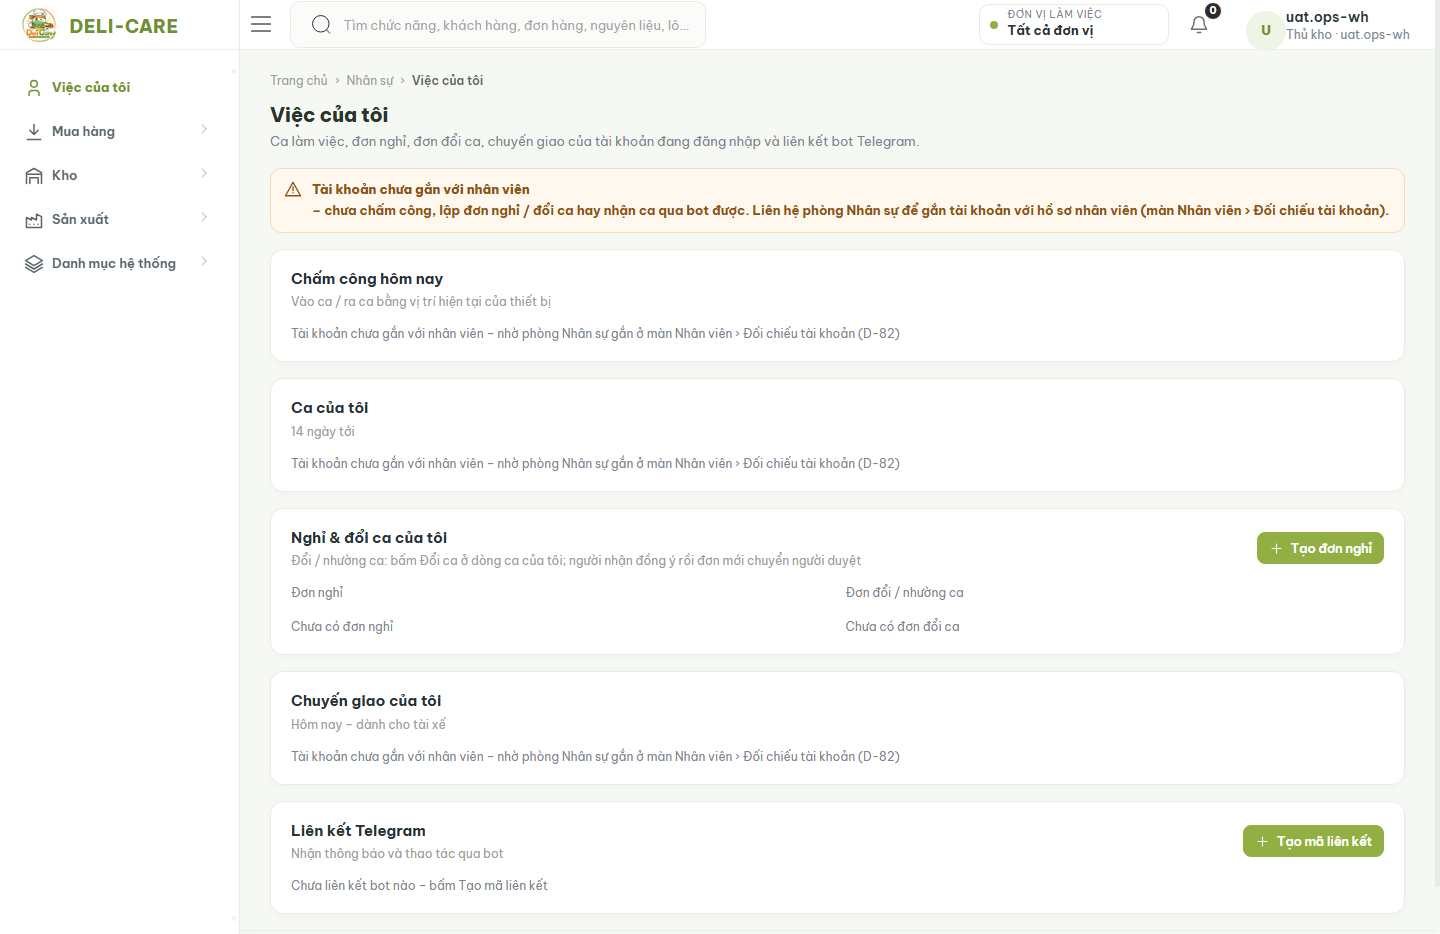 DELI-CARE
Tìm chức năng, khách hàng, đơn hàng, nguyên liệu, lô...
ĐƠN VỊ LÀM VIỆC
Tất cả đơn vị
0
U
uat.ops-wh
Thủ kho · uat.ops-wh
Việc của tôi
Mua hàng
Kho
Sản xuất
Danh mục hệ thống
Trang chủ › Nhân sự › Việc của tôi
Việc của tôi
Ca làm việc, đơn nghỉ, đơn đổi ca, chuyến giao của tài khoản đang đăng nhập và liên kết bot Telegram.
Tài khoản chưa gắn với nhân viên
– chưa chấm công, lập đơn nghỉ / đổi ca hay nhận ca qua bot được. Liên hệ phòng Nhân sự để gắn tài khoản với hồ sơ nhân viên (màn Nhân viên › Đối chiếu tài khoản).
Chấm công hôm nay
Vào ca / ra ca bằng vị trí hiện tại của thiết bị
Tài khoản chưa gắn với nhân viên – nhờ phòng Nhân sự gắn ở màn Nhân viên › Đối chiếu tài khoản (D-82)
Ca của tôi
14 ngày tới
Tài khoản chưa gắn với nhân viên – nhờ phòng Nhân sự gắn ở màn Nhân viên › Đối chiếu tài khoản (D-82)
Nghỉ & đổi ca của tôi
Đổi / nhường ca: bấm Đổi ca ở dòng ca của tôi; người nhận đồng ý rồi đơn mới chuyển người duyệt
Tạo đơn nghỉ
Đơn nghỉ
Chưa có đơn nghỉ
Đơn đổi / nhường ca
Chưa có đơn đổi ca
Chuyến giao của tôi
Hôm nay – dành cho tài xế
Tài khoản chưa gắn với nhân viên – nhờ phòng Nhân sự gắn ở màn Nhân viên › Đối chiếu tài khoản (D-82)
Liên kết Telegram
Nhận thông báo và thao tác qua bot
Tạo mã liên kết
Chưa liên kết bot nào – bấm Tạo mã liên kết